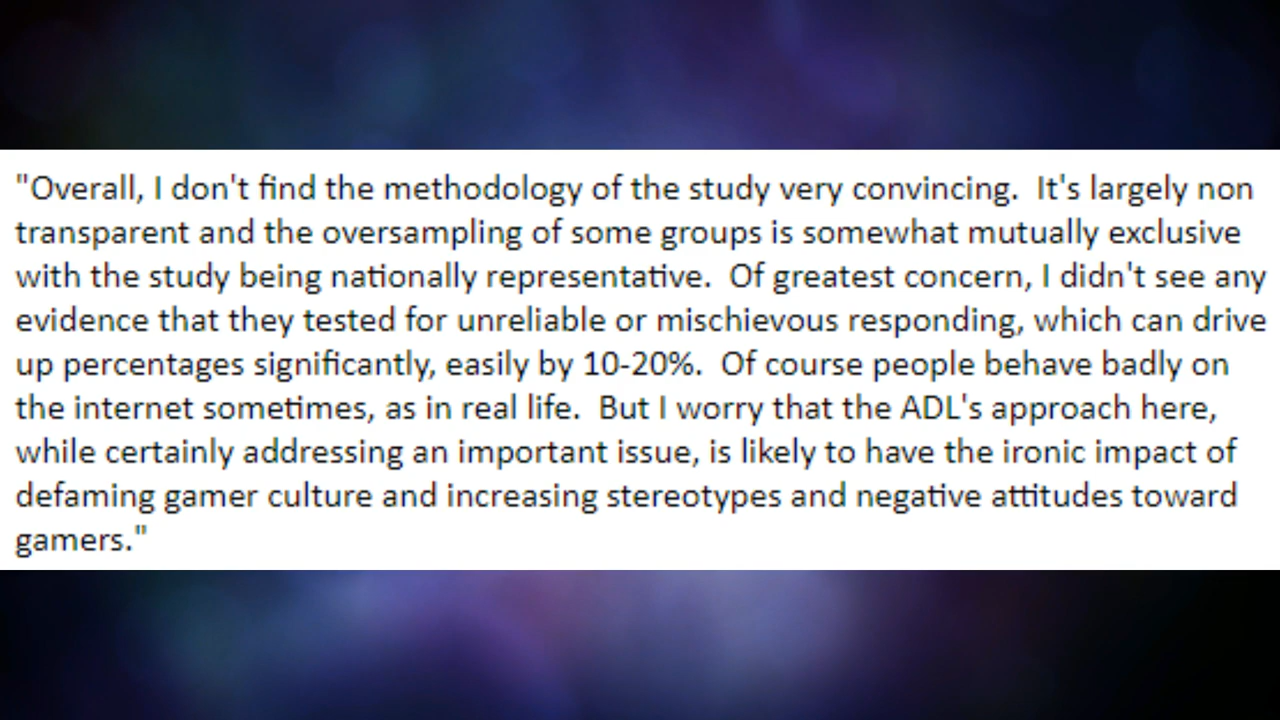 "Overall, I don't find the methodology of the study very convincing.  It's largely non
transparent and the oversampling of some groups is somewhat mutually exclusive
with the study being nationally representative.  Of greatest concern, I didn't see any
evidence that they tested for unreliable or mischievous responding, which can drive
up percentages significantly, easily by 10-20%.  Of course people behave badly on
the internet sometimes, as in real life.  But I worry that the ADL's approach here,
while certainly addressing an important issue, is likely to have the ironic impact of
defaming gamer culture and increasing stereotypes and negative attitudes toward
gamers."